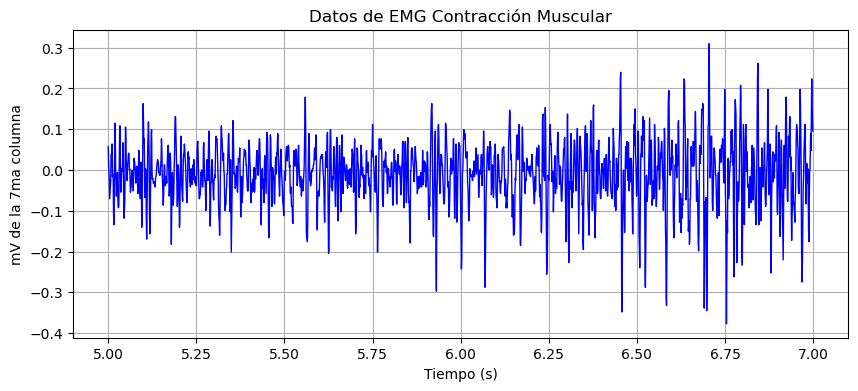 Datos de EMG Contracción Muscular
mV de la 7ma columna
0.3
0.2
0.1
0.0
−0.1
−0.2
−0.3
−0.4
5.00 5.25 5.50 5.75 6.00 6.25 6.50 6.75 7.00
Tiempo (s)